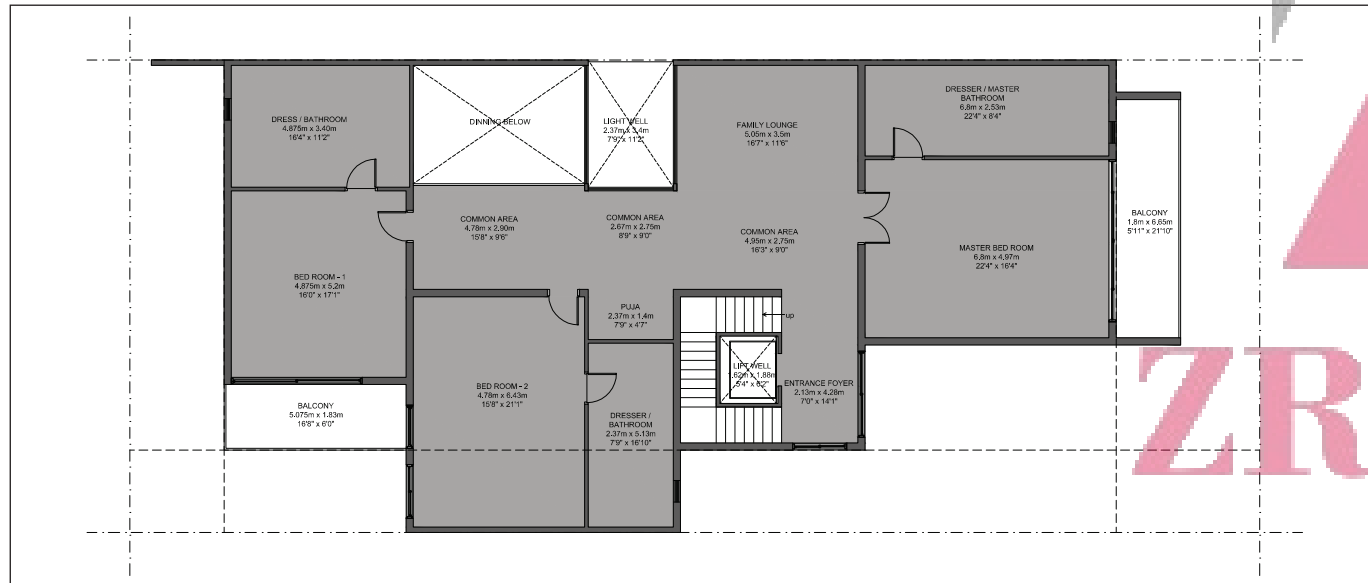 DRESS / BATHROOM
4.875m x 3.40m
16'4" x 11'2"
DINNING BELOW
LIGHT WELL
2.37m x 3.4m
7'9" x 11'2"
FAMILY LOUNGE
5.05m x 3.5m
16'7" x 11'6"
DRESSER / MASTER
BATHROOM
6.8m x 2.53m
22'4" x 8'4"
COMMON AREA
4.78m x 2.90m
15'8" x 9'6"
COMMON AREA
2.67m x 2.75m
8'9" x 9'0"
COMMON AREA
4.95m x 2.75m
16'3" x 9'0"
BALCONY
1.8m x 6.65m
5'11" x 21'10"
MASTER BED ROOM
6.8m x 4.97m
22'4" x 16'4"
BED ROOM - 1
4.875m x 5.2m
16'0" x 17'1"
PUJA
2.37m x 1.4m
7'9" x 4'7"
up
LIFT WELL
1.62m x 1.88m
5'4" x 6'2"
ENTRANCE FOYER
2.13m x 4.28m
7'0" x 14'1"
BED ROOM - 2
4.78m x 6.43m
15'8" x 21'1"
BALCONY
5.075m x 1.83m
16'8" x 6'0"
DRESSER /
BATHROOM
2.37m x 5.13m
7'9" x 16'10"
ZR